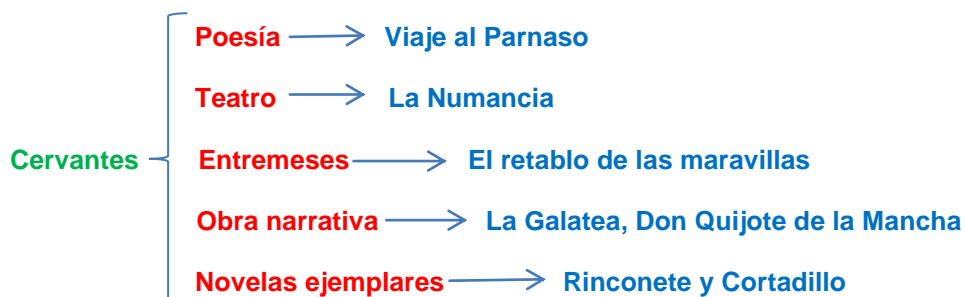 Poesía Viaje al Parnaso
Teatro La Numancia
Cervantes Entremeses El retablo de las maravillas
Obra narrativa La Galatea, Don Quijote de la Mancha
Novelas ejemplares Rinconete y Cortadillo